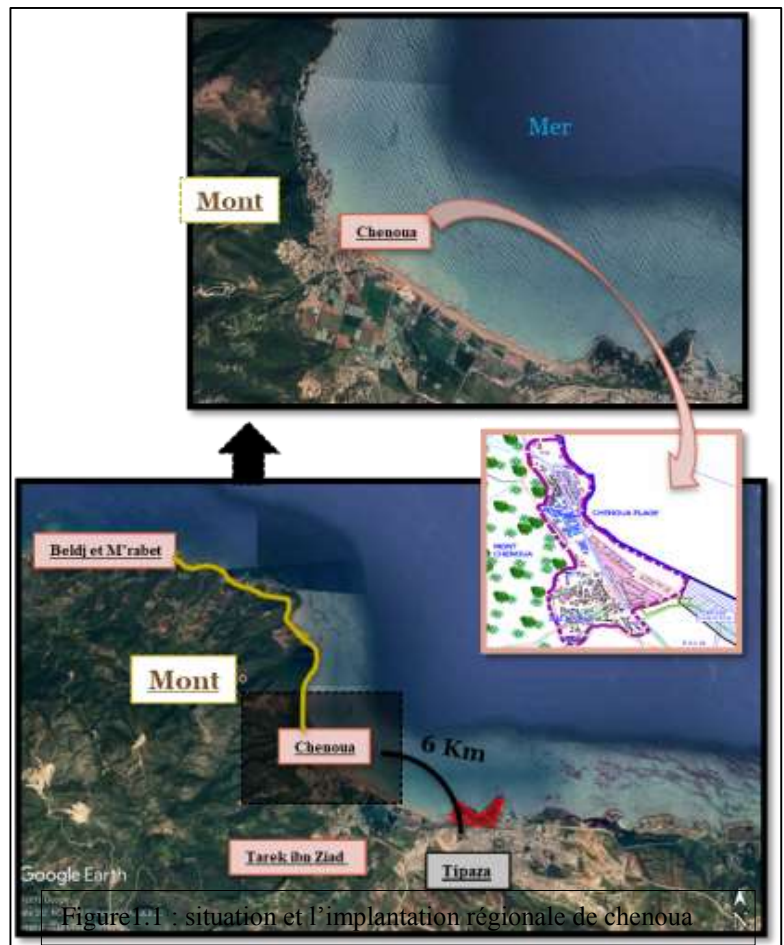 Mer
Mont
Chenoua
CHENOUA PLAGE
MONT
CHENOUA
Beldj et M'rabet
Mont
Chenoua
6 Km
Tarek ibn Ziad
Tipaza
Google Earth
Figure1.1 : situation et l'implantation régionale de chenoua